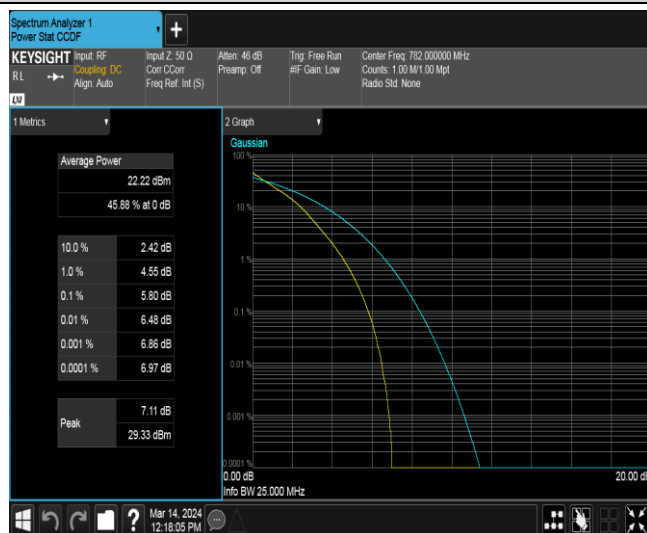 Spectrum Analyzer 1
Power Stat CCDF
+
KEYSIGHT
RL
LXI
Input: RF
Coupling: DC
Align: Auto
Input Z: 50 Ω
Corr CCorr
Freq Ref: Int (S)
Atten: 46 dB
Preamp: Off
Trig: Free Run
#IF Gain: Low
Center Freq: 782.000000 MHz
Counts: 1.00 M/1.00 Mpt
Radio Std: None
1 Metrics
Average Power
22.22 dBm
45.88 % at 0 dB
10.0 % 2.42 dB
1.0 % 4.55 dB
0.1 % 5.80 dB
0.01 % 6.48 dB
0.001 % 6.86 dB
0.0001 % 6.97 dB
Peak
7.11 dB
29.33 dBm
2 Graph
Gaussian
100 %
10 %
1 %
0.1 %
0.01 %
0.001 %
0.0001 %
0.00 dB
20.00 dB
Info BW 25.000 MHz
?
Mar 14, 2024
12:18:05 PM